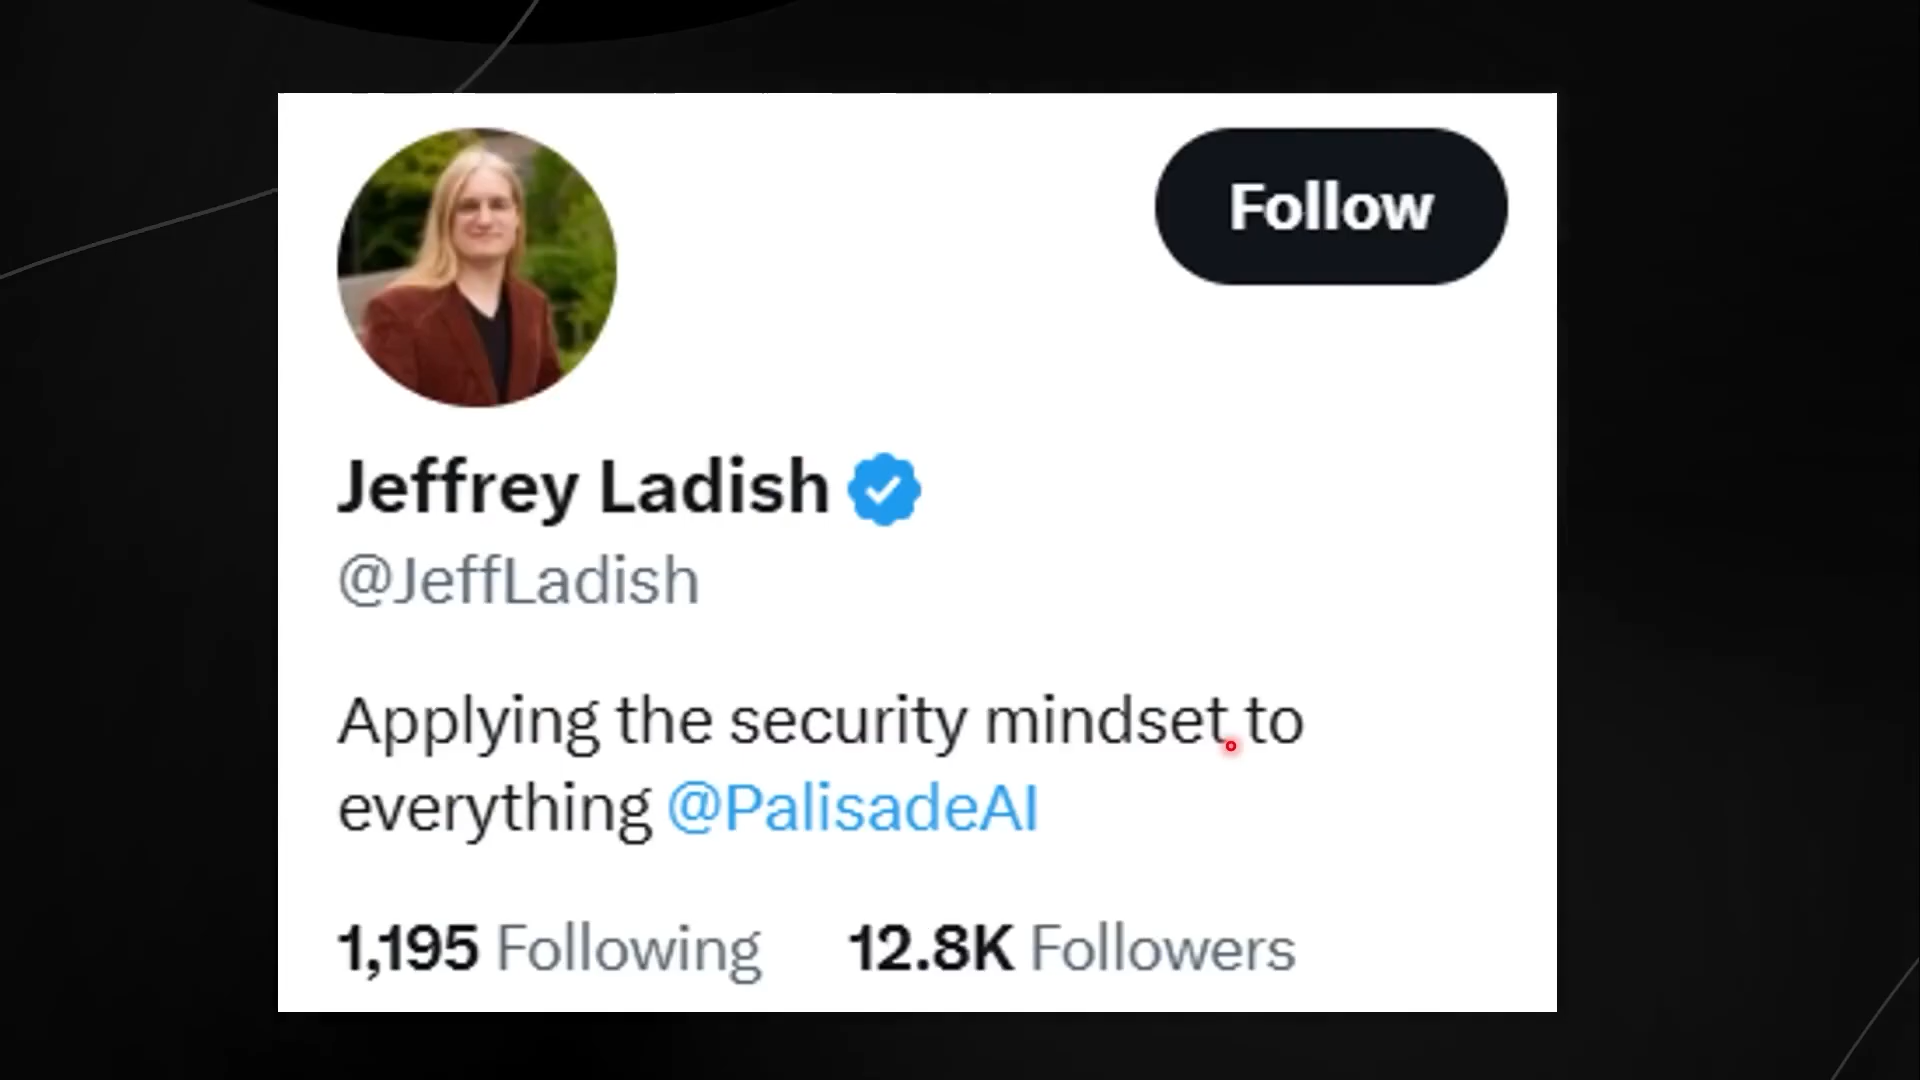 Follow
Jeffrey Ladish
@JeffLadish
Applying the security mindset to
everything @PalisadeAI
1,195 Following 12.8K Followers